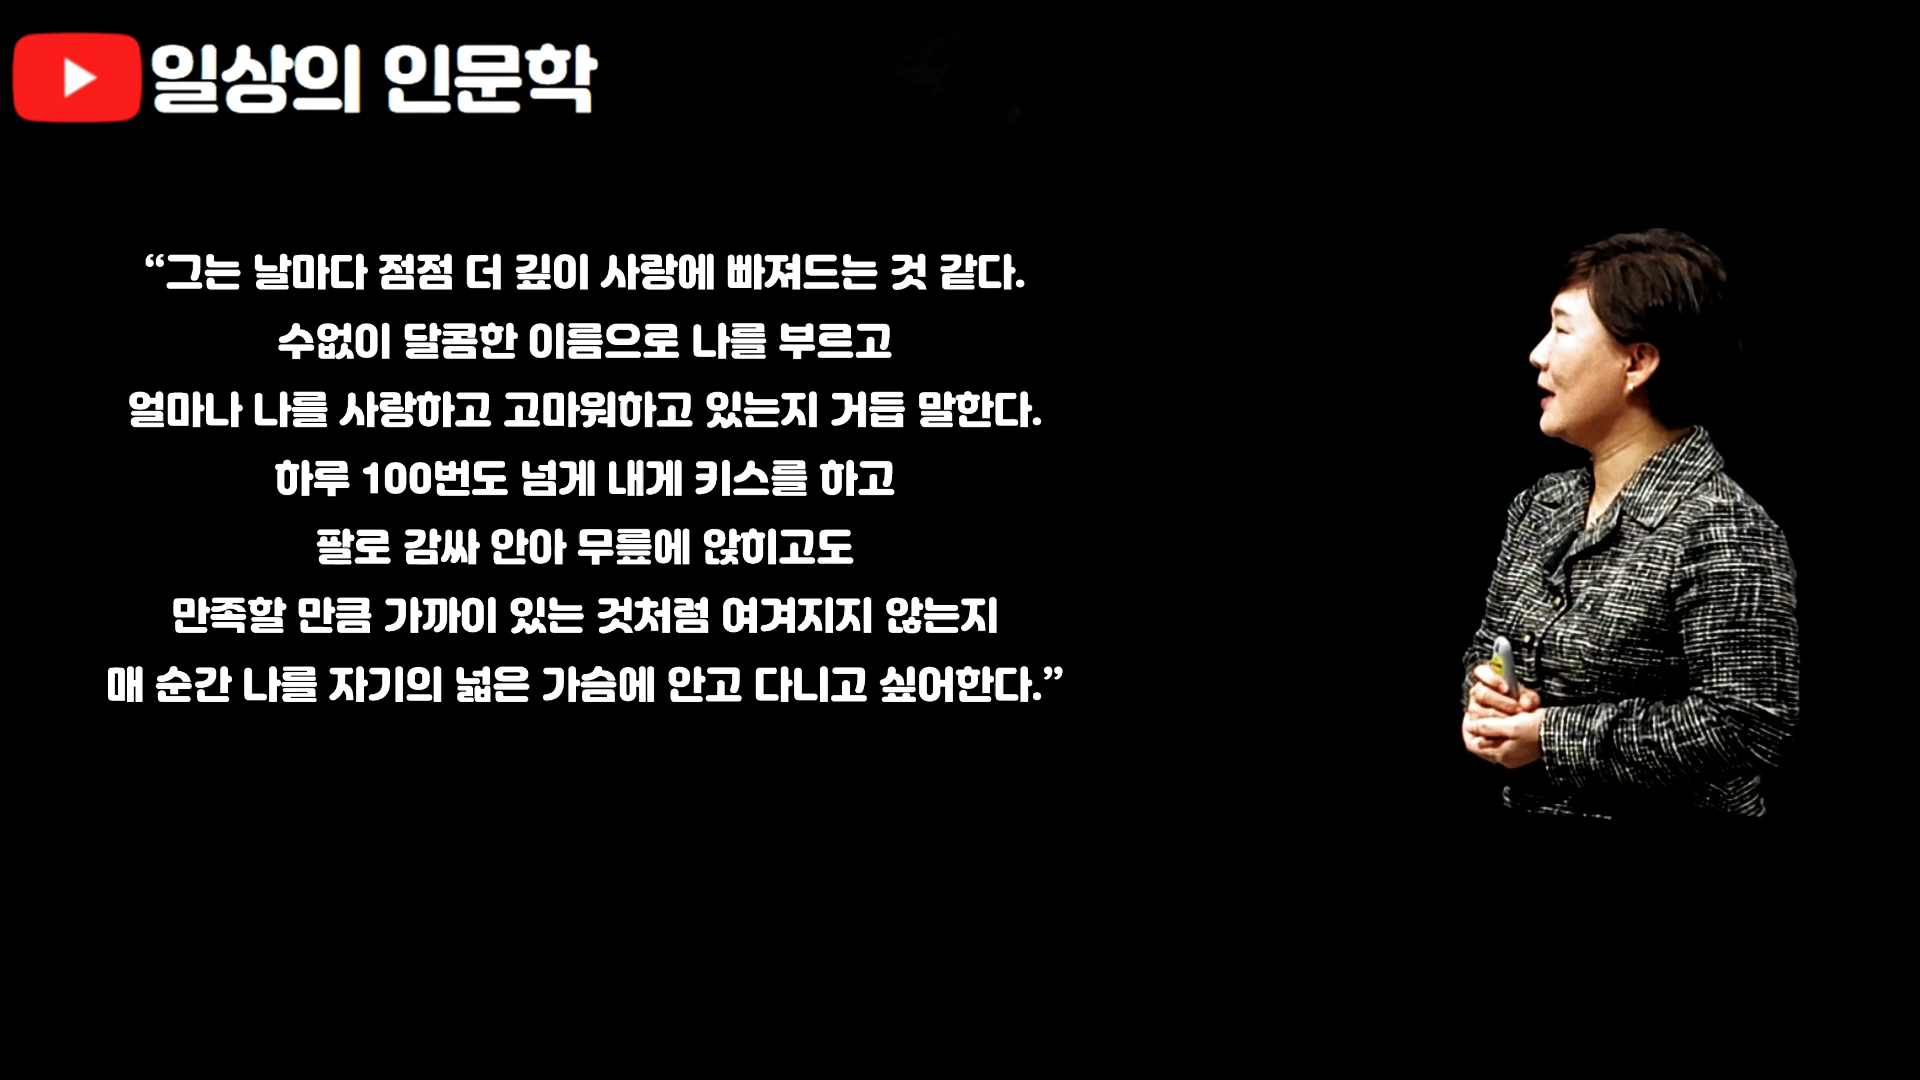 일상의 인문학
“그는 날마다 점점 더 깊이 사랑에 빠져드는 것 같다.
수없이 달콤한 이름으로 나를 부르고
얼마나 나를 사랑하고 고마워하고 있는지 거듭 말한다.
하루 100번도 넘게 내게 키스를 하고
팔로 감싸 안아 무릎에 앉히고도
만족할 만큼 가까이 있는 것처럼 여겨지지 않는지
매 순간 나를 자기의 넓은 가슴에 안고 다니고 싶어한다.”